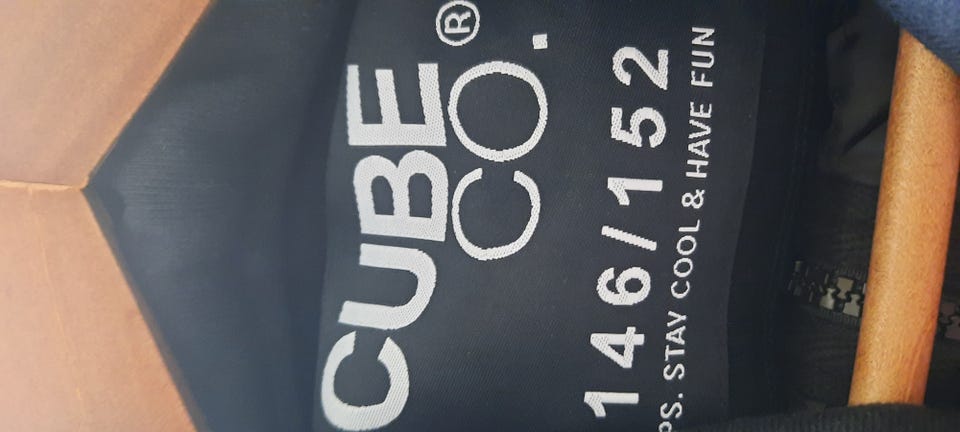 CUBE
CO.®
146/152
PS. STAY COOL & HAVE FUN